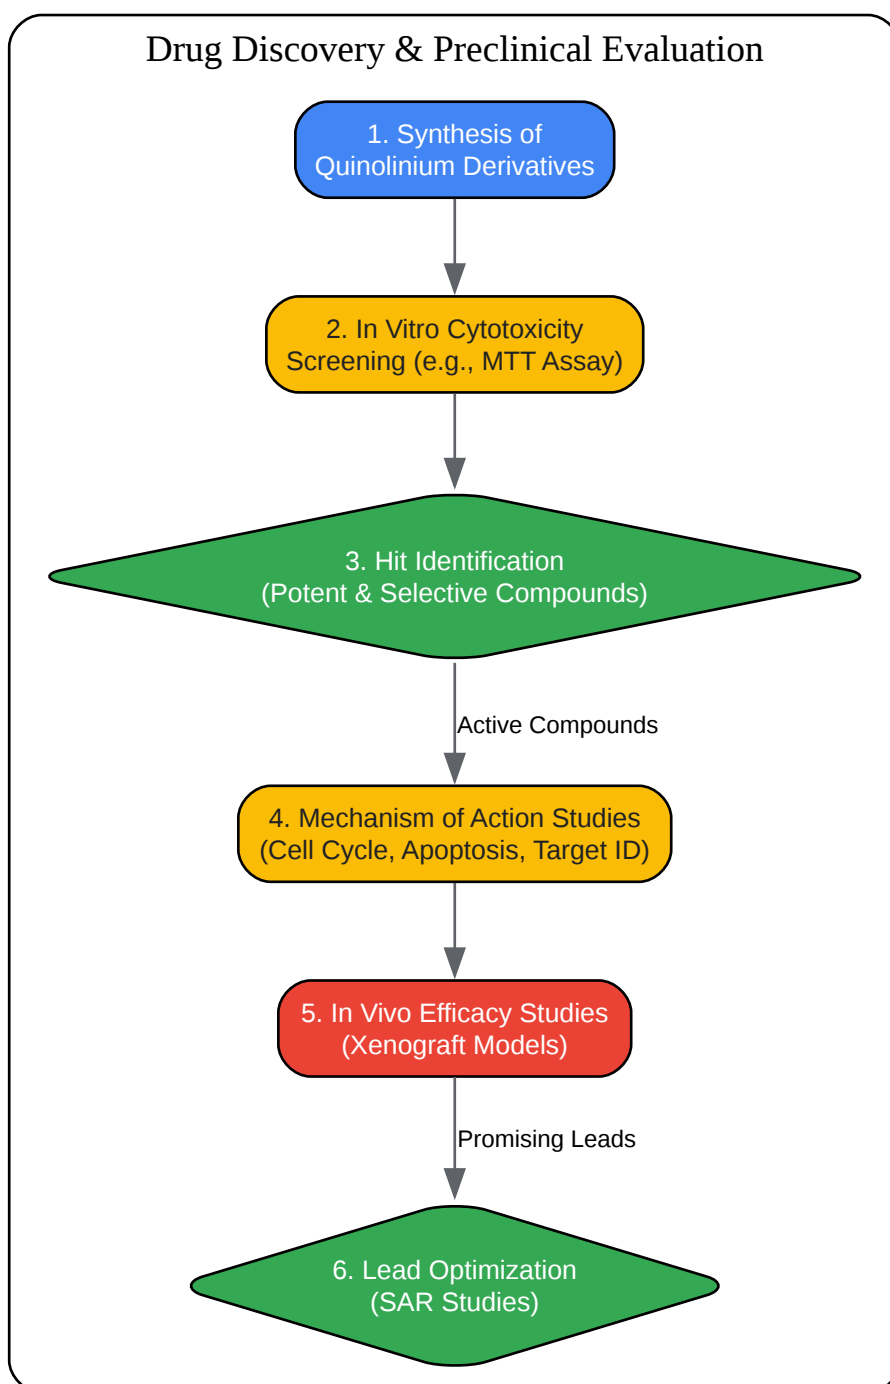 Drug Discovery & Preclinical Evaluation
1. Synthesis of
Quinolinium Derivatives
2. In Vitro Cytotoxicity
Screening (e.g., MTT Assay)
3. Hit Identification
(Potent & Selective Compounds)
Active Compounds
4. Mechanism of Action Studies
(Cell Cycle, Apoptosis, Target ID)
5. In Vivo Efficacy Studies
(Xenograft Models)
Promising Leads
6. Lead Optimization
(SAR Studies)